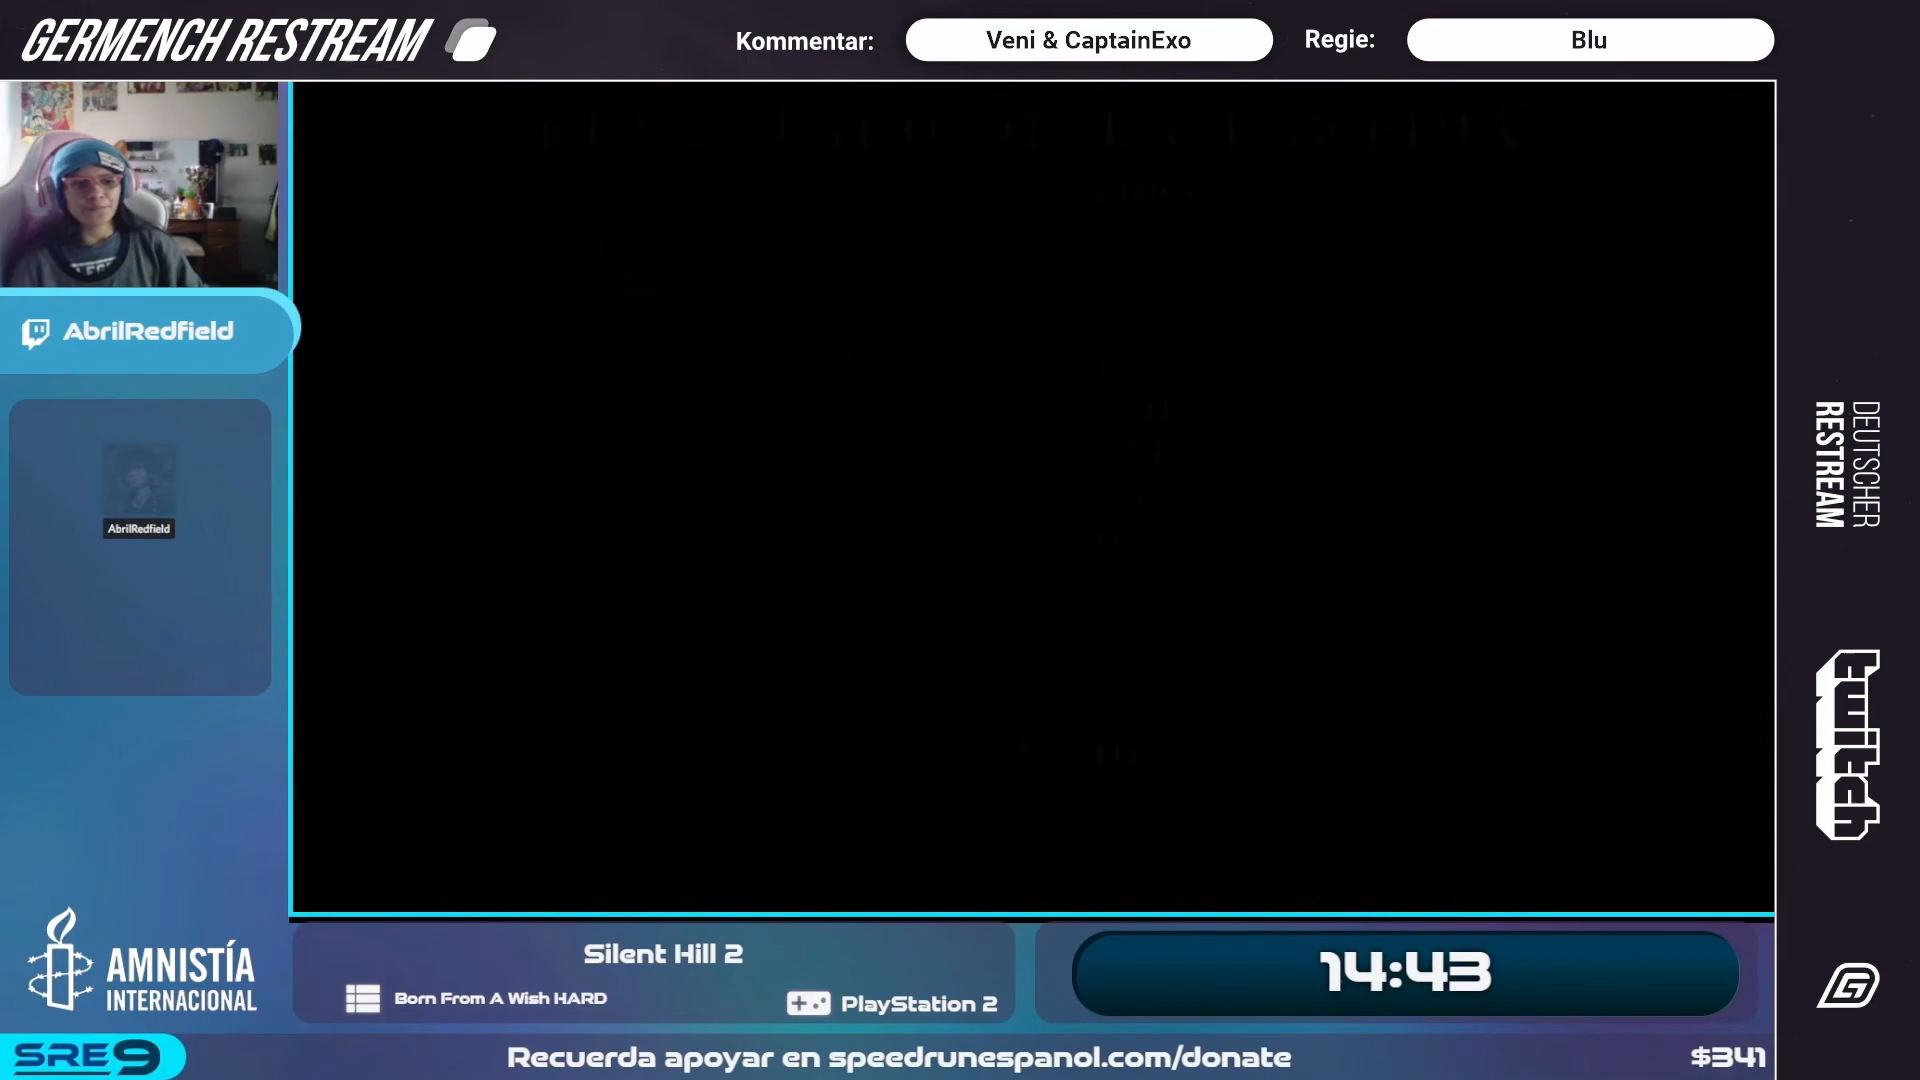 GERMENCH RESTREAM
Kommentar:
Veni & CaptainExo
Regie:
Blu
AbrilRedfield
AbrilRedfield
DEUTSCHER
RESTREAM
twitch
AMNISTÍA
INTERNACIONAL
Silent Hill 2
Born From A Wish HARD
PlayStation 2
14:43
SRE9
Recuerda apoyar en speedrunespanol.com/donate
$341